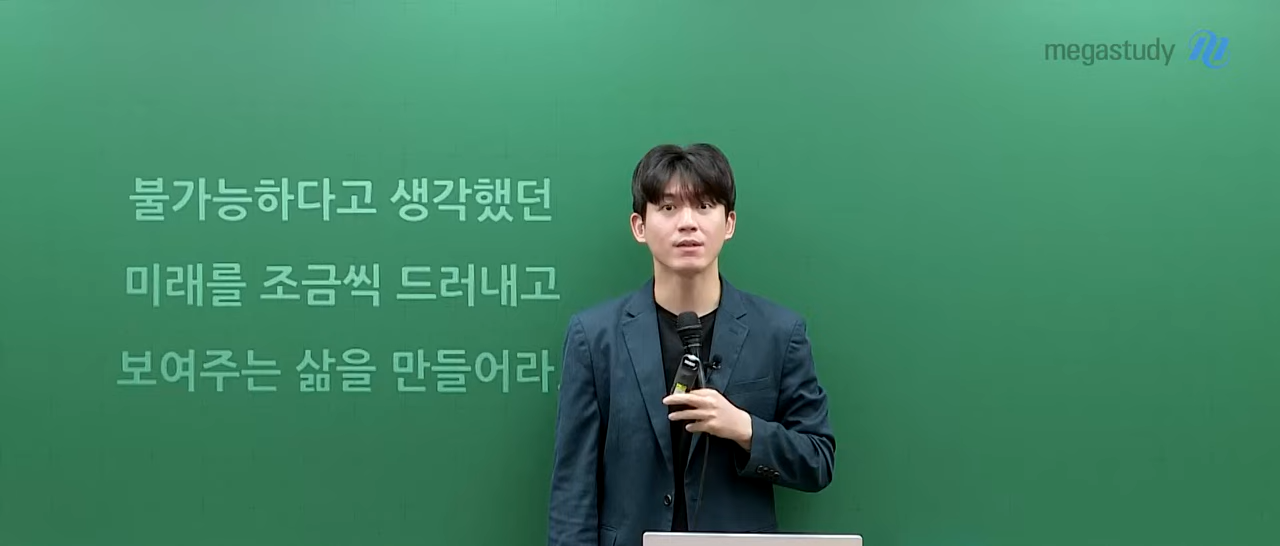 megastudy
불가능하다고 생각했던
미래를 조금씩 드러내고
보여주는 삶을 만들어라.